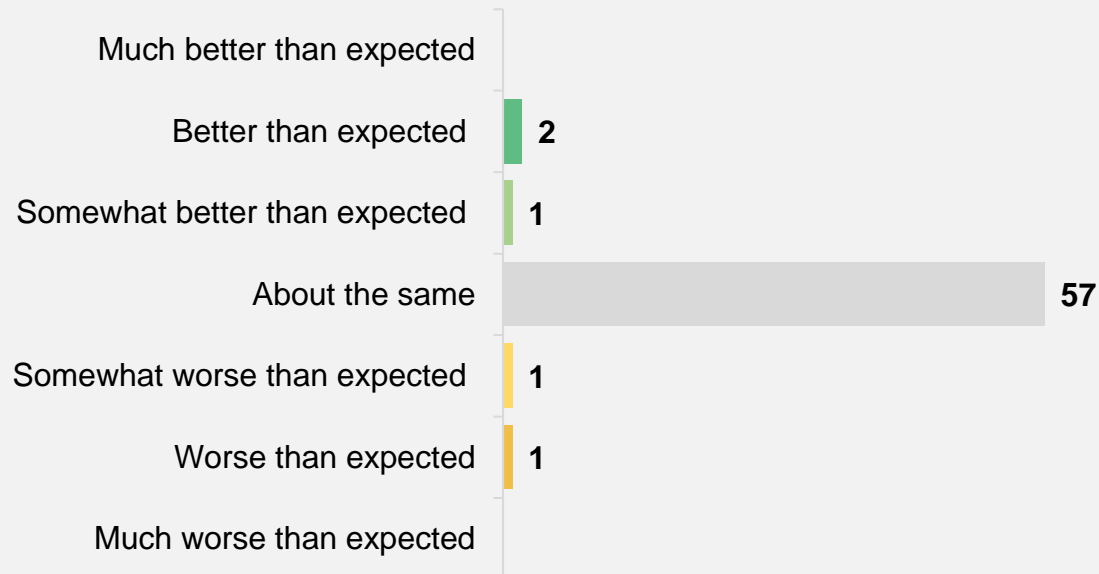 Much better than expected
Better than expected 2
Somewhat better than expected 1
About the same 57
Somewhat worse than expected 1
Worse than expected 1
Much worse than expected